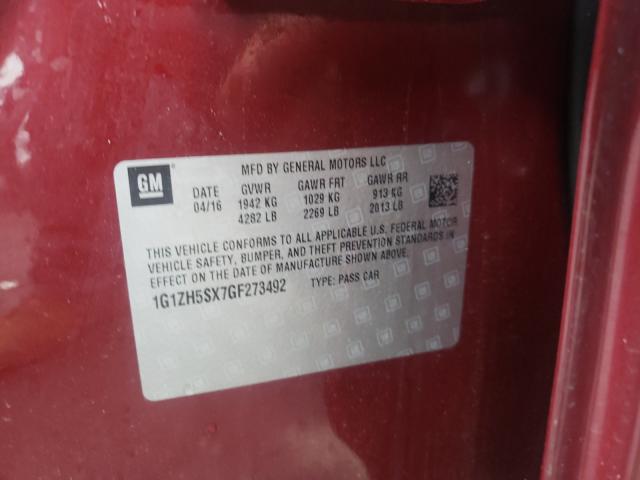 GM
MFD BY GENERAL MOTORS LLC
DATE GVWR GAWR FRT GAWR RR
04/16 1942 KG 1029 KG 913 KG
4282 LB 2269 LB 2013 LB
THIS VEHICLE CONFORMS TO ALL APPLICABLE U.S. FEDERAL MOTOR
VEHICLE SAFETY, BUMPER, AND THEFT PREVENTION STANDARDS IN
EFFECT ON THE DATE OF MANUFACTURE SHOWN ABOVE.
1G1ZH5SX7GF273492 TYPE: PASS CAR